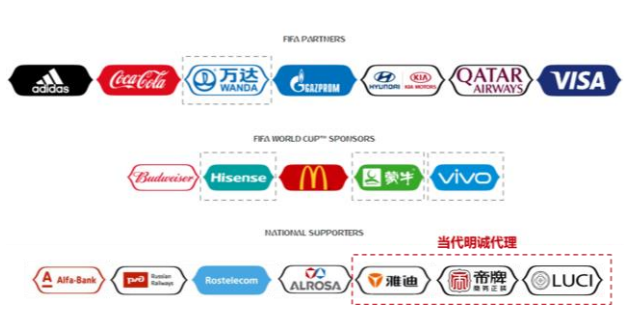 FIFA PARTNERS
adidas
Coca-Cola
万达
WANDA
GAZPROM
HYUNDAI
KIA
KIA MOTORS
QATAR
AIRWAYS
VISA
FIFA WORLD CUP™ SPONSORS
Budweiser
Hisense
蒙牛
vivo
NATIONAL SUPPORTERS
当代明诚代理
A Alfa-Bank
Russian
Railways
Rostelecom
ALROSA
雅迪
帝牌
LUCI